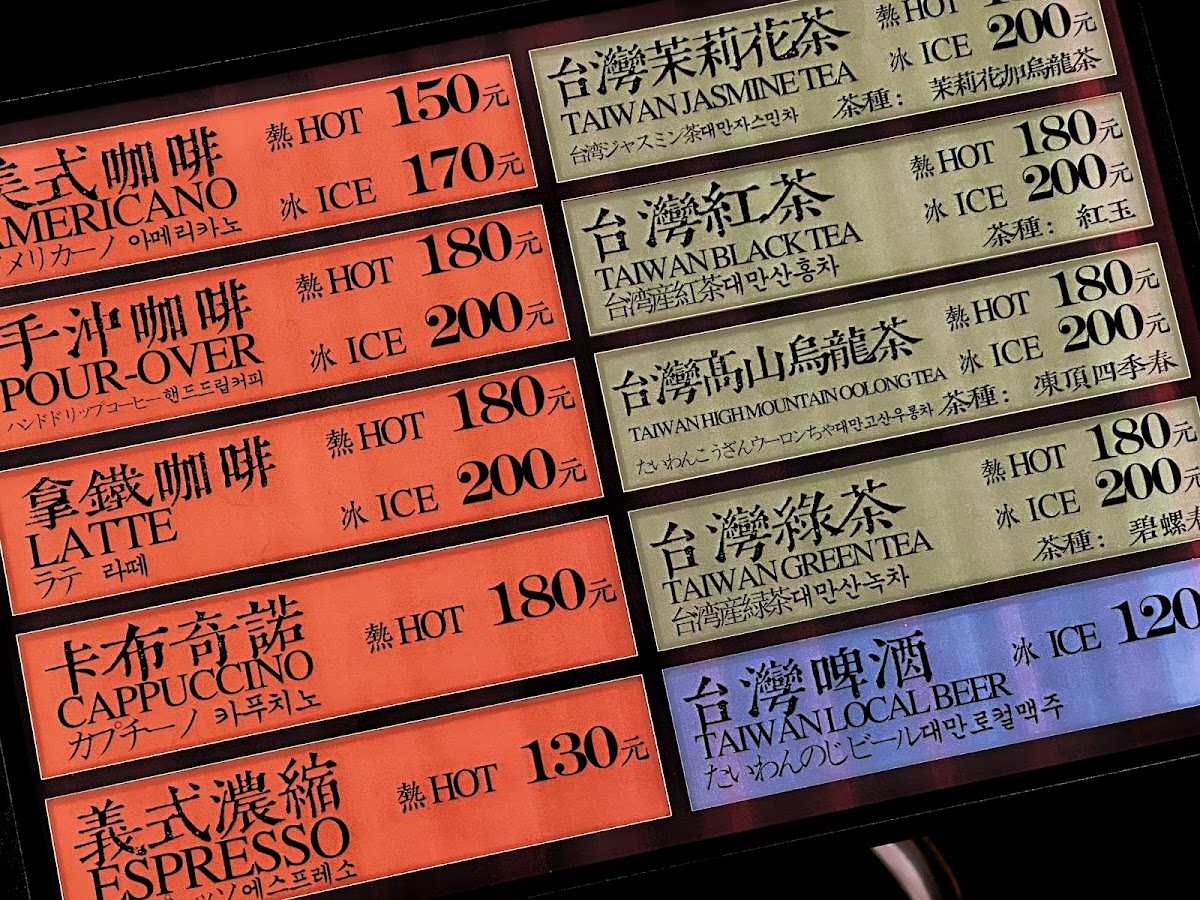 美式咖啡
AMERICANO
アメリカーノ 아메리카노
熱 HOT 150元
冰 ICE 170元
手沖咖啡
POUR-OVER
ハンドドリップコーヒー핸드드립커피
熱 HOT 180元
冰 ICE 200元
拿鐵咖啡
LATTE
ラテ 라떼
熱 HOT 180元
冰 ICE 200元
卡布奇諾
CAPPUCCINO
カプチーノ 카푸치노
熱 HOT 180元
義式濃縮
ESPRESSO
에스프레소
熱 HOT 130元
台灣茉莉花茶
TAIWAN JASMINE TEA
台湾ジャスミン茶대만자스민차
熱 HOT
冰 ICE 200元
茶種: 茉莉花加烏龍茶
台灣紅茶
TAIWAN BLACK TEA
台湾産紅茶대만산홍차
熱 HOT 180元
冰 ICE 200元
茶種: 紅玉
台灣高山烏龍茶
TAIWAN HIGH MOUNTAIN OOLONG TEA
たいわんこうざんウーロンちゃ대만고산우롱차
熱 HOT 180元
冰 ICE 200元
茶種: 凍頂四季春
台灣綠茶
TAIWAN GREEN TEA
台湾産緑茶대만산녹차
熱 HOT 180元
冰 ICE 200元
茶種: 碧螺春
台灣啤酒
TAIWAN LOCAL BEER
たいわんのじビール대만로컬맥주
冰 ICE 120